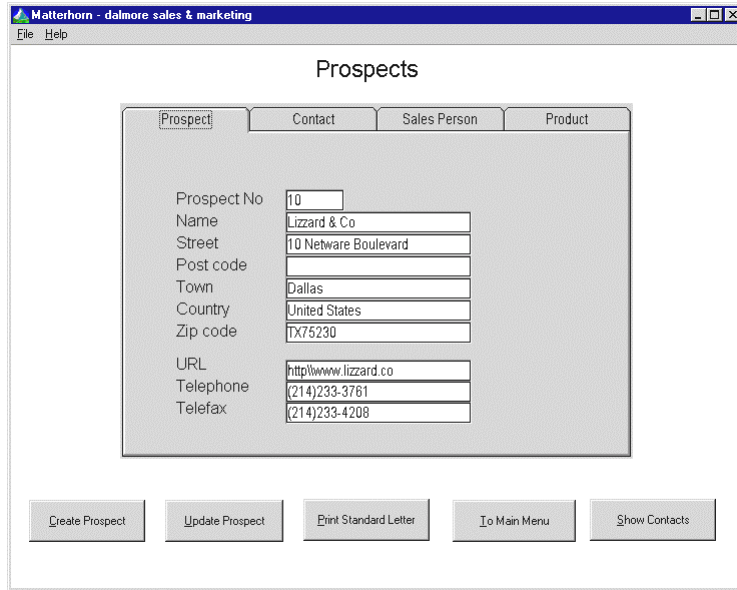 Matterhorn - dalmore sales & marketing
File Help
Prospects
Prospect Contact Sales Person Product
Prospect No 10
Name Lizzard & Co
Street 10 Netware Boulevard
Post code
Town Dallas
Country United States
Zip code TX75230
URL http\\www.lizzard.co
Telephone (214)233-3761
Telefax (214)233-4208
Create Prospect Update Prospect Print Standard Letter To Main Menu Show Contacts